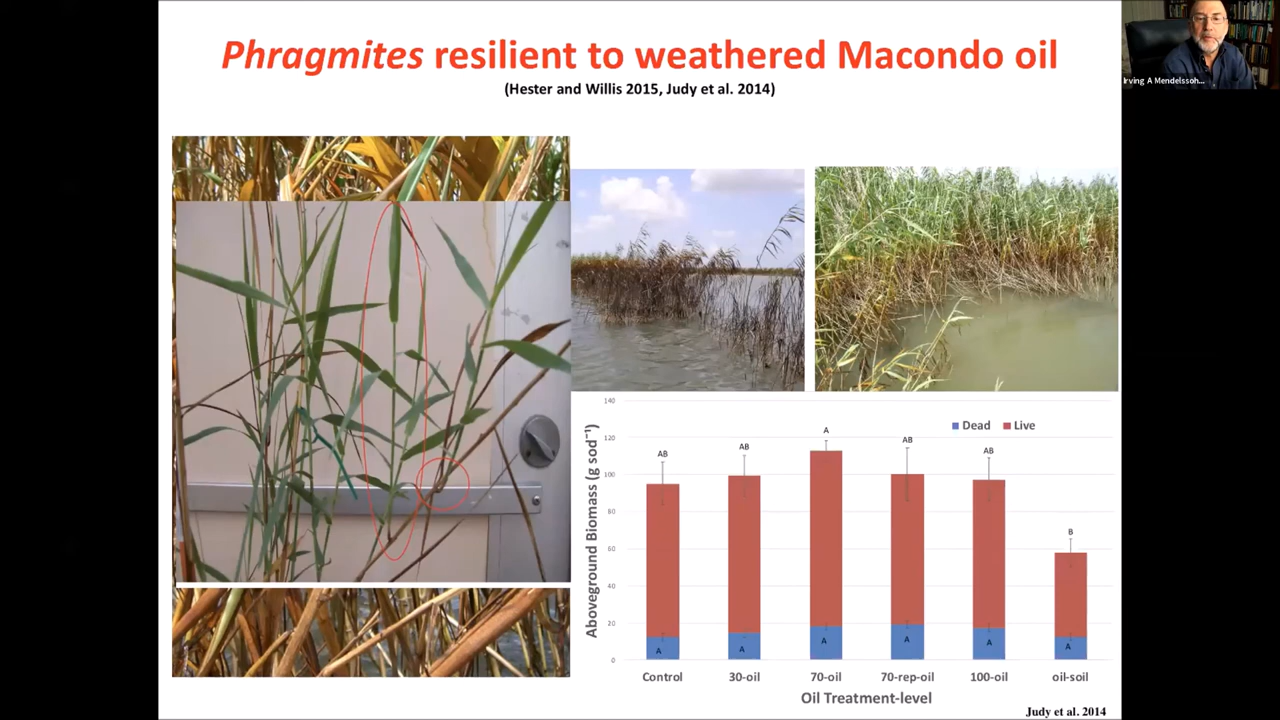 Phragmites resilient to weathered Macondo oil
(Hester and Willis 2015, Judy et al. 2014)
Irving A Mendelssoh...
140
120
100
80
60
40
20
0
Aboveground Biomass (g sod⁻¹)
Dead Live
AB
AB
A
AB
AB
B
A
A
A
A
A
A
Control 30-oil 70-oil 70-rep-oil 100-oil oil-soil
Oil Treatment-level
Judy et al. 2014